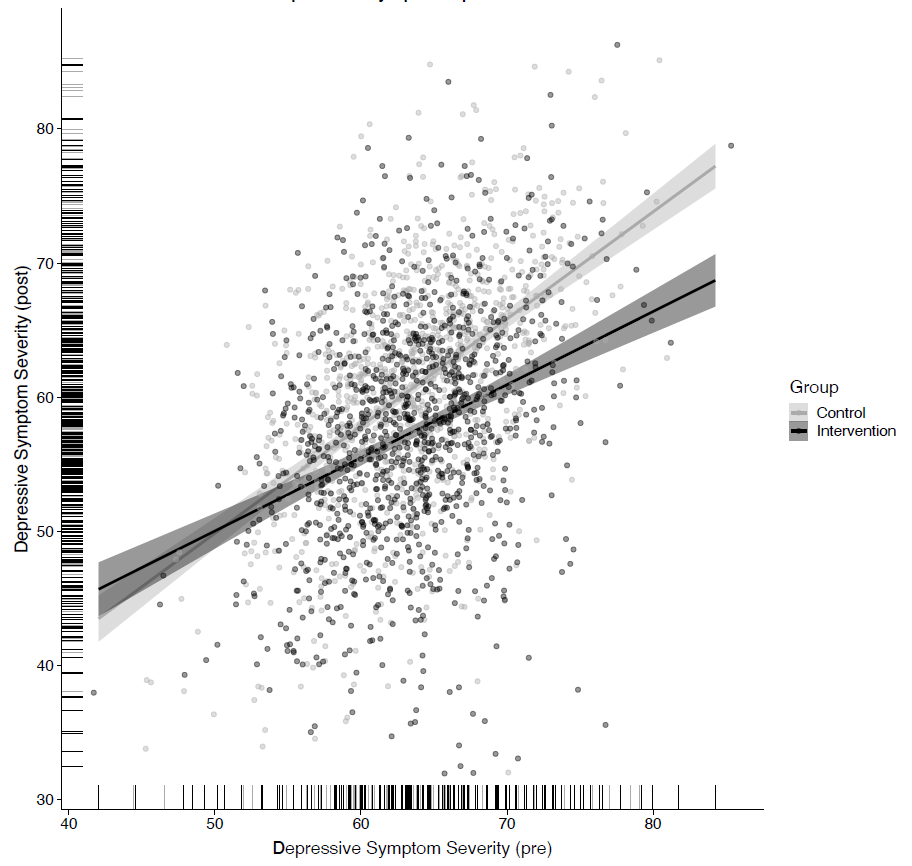 80
70
60
50
40
30
Depressive Symptom Severity (post)
40 50 60 70 80
Depressive Symptom Severity (pre)
Group
Control
Intervention